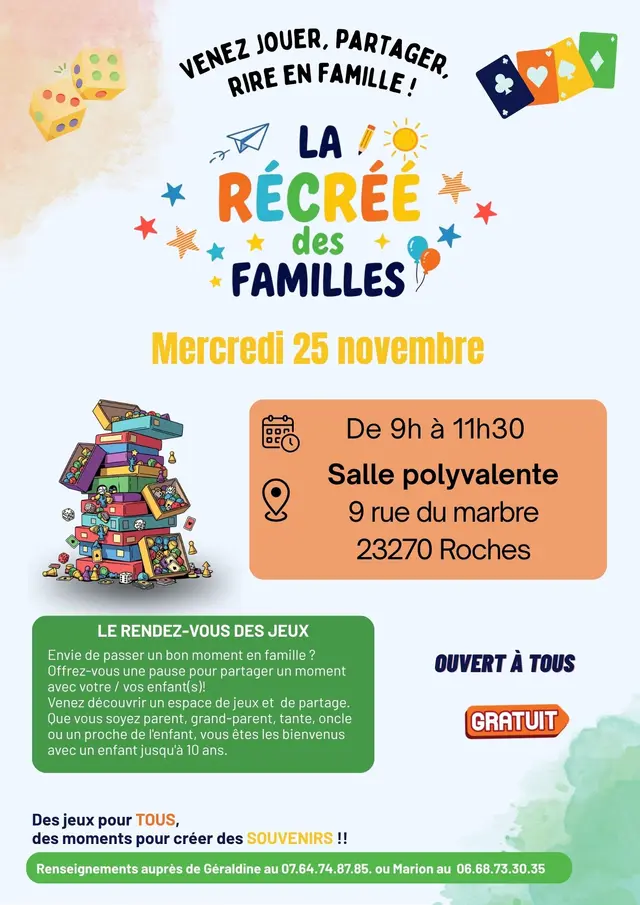 VENEZ JOUER, PARTAGER,
RIRE EN FAMILLE !
LA
RÉCRÉÉ
des
FAMILLES
Mercredi 25 novembre
De 9h à 11h30
Salle polyvalente
9 rue du marbre
23270 Roches
LE RENDEZ-VOUS DES JEUX
Envie de passer un bon moment en famille ?
Offrez-vous une pause pour partager un moment
avec votre / vos enfant(s)!
Venez découvrir un espace de jeux et de partage.
Que vous soyez parent, grand-parent, tante, oncle
ou un proche de l'enfant, vous êtes les bienvenus
avec un enfant jusqu'à 10 ans.
OUVERT À TOUS
GRATUIT
Des jeux pour TOUS,
des moments pour créer des SOUVENIRS !!
Renseignements auprès de Géraldine au 07.64.74.87.85. ou Marion au 06.68.73.30.35